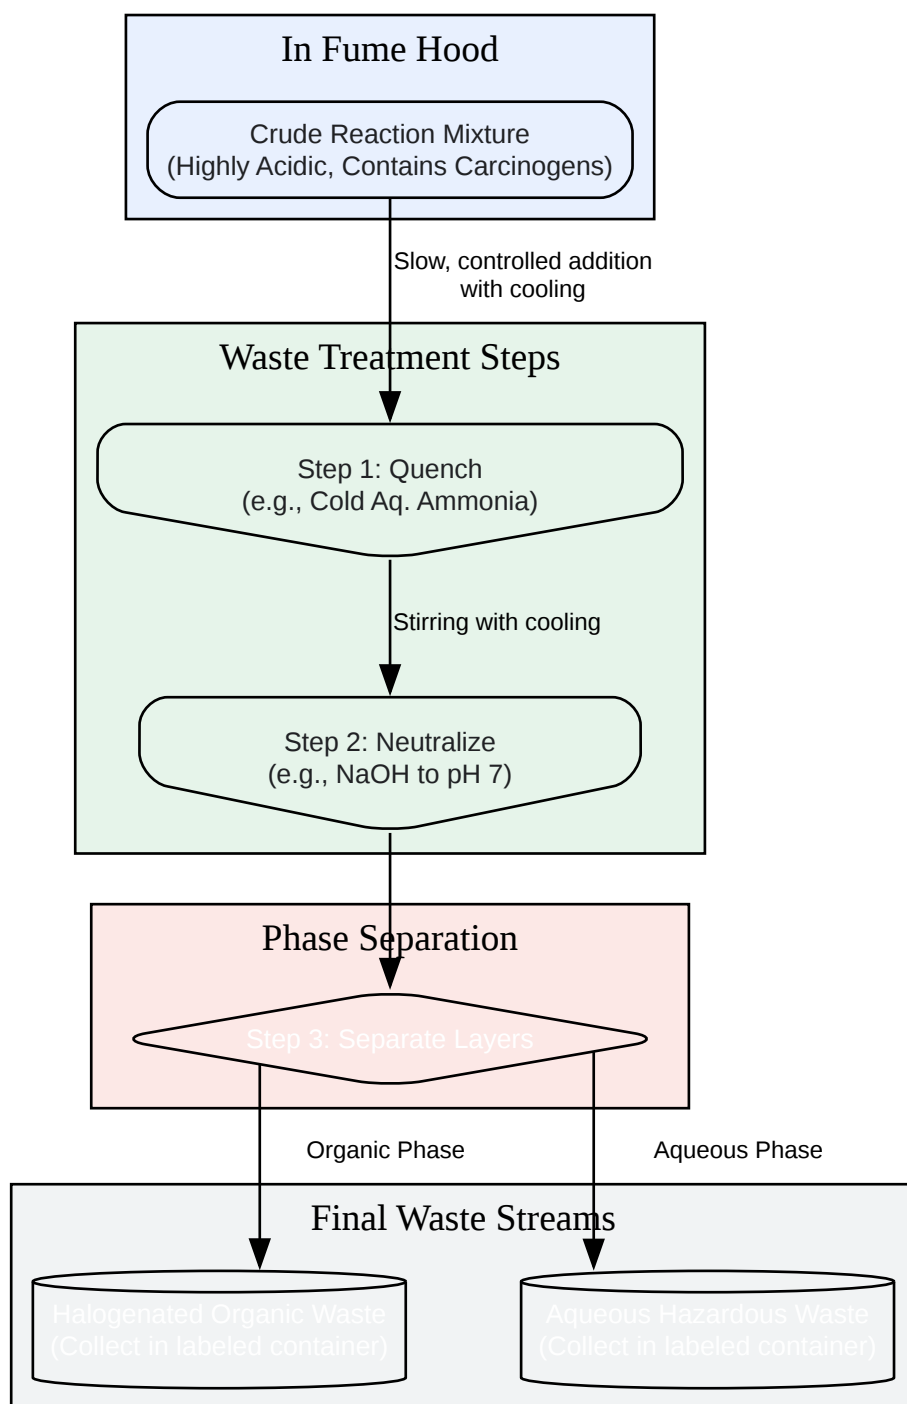 In Fume Hood
Crude Reaction Mixture
(Highly Acidic, Contains Carcinogens)
Slow, controlled addition
with cooling
Waste Treatment Steps
Step 1: Quench
(e.g., Cold Aq. Ammonia)
Stirring with cooling
Step 2: Neutralize
(e.g., NaOH to pH 7)
Phase Separation
Step 3: Separate Layers
Organic Phase
Aqueous Phase
Final Waste Streams
Halogenated Organic Waste
(Collect in labeled container)
Aqueous Hazardous Waste
(Collect in labeled container)